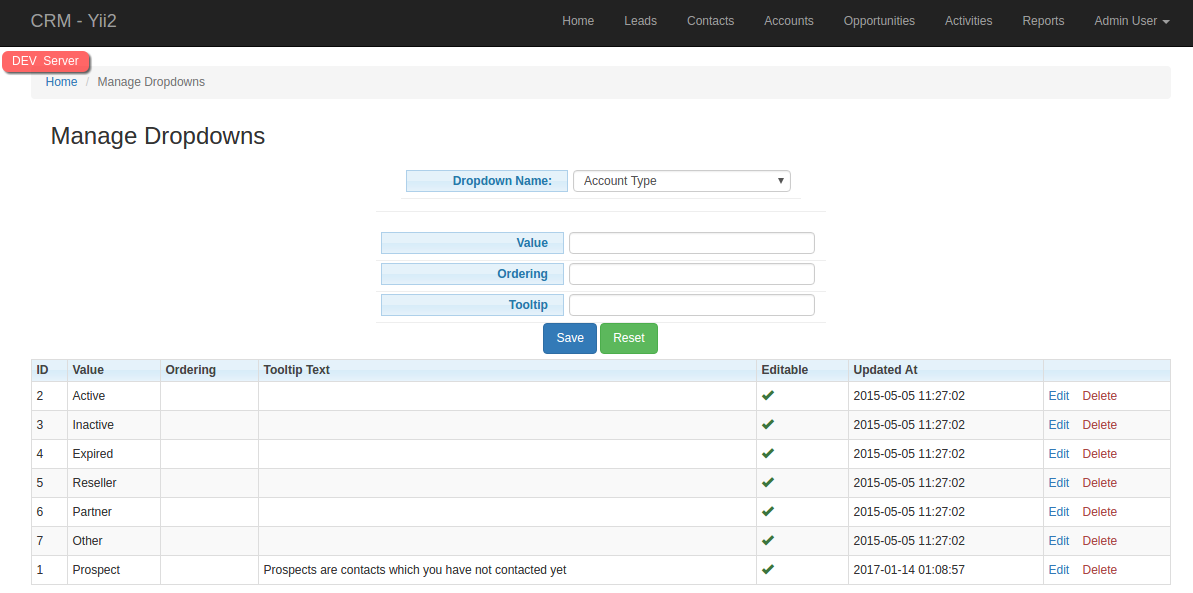 CRM - Yii2 Home Leads Contacts Accounts Opportunities Activities Reports Admin User
DEV Server
Home / Manage Dropdowns
Manage Dropdowns
Dropdown Name: Account Type
Value
Ordering
Tooltip
Save Reset
ID Value Ordering Tooltip Text Editable Updated At
2 Active 2015-05-05 11:27:02 Edit Delete
3 Inactive 2015-05-05 11:27:02 Edit Delete
4 Expired 2015-05-05 11:27:02 Edit Delete
5 Reseller 2015-05-05 11:27:02 Edit Delete
6 Partner 2015-05-05 11:27:02 Edit Delete
7 Other 2015-05-05 11:27:02 Edit Delete
1 Prospect Prospects are contacts which you have not contacted yet 2017-01-14 01:08:57 Edit Delete